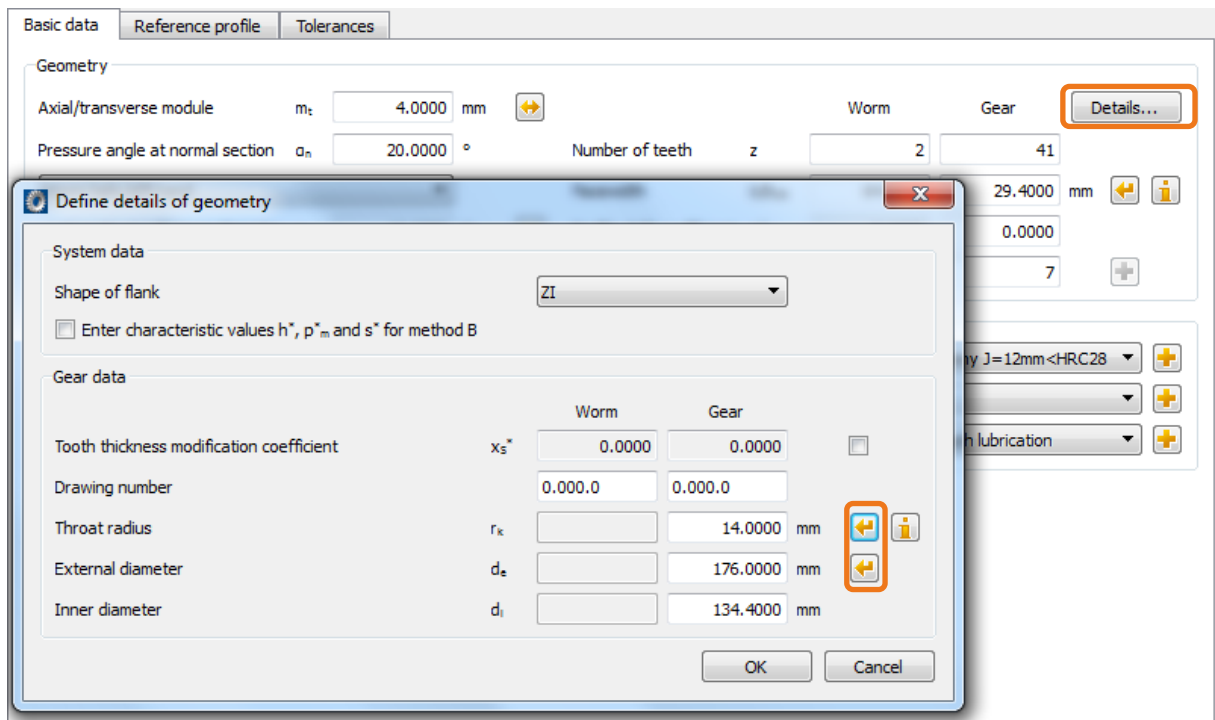 Basic data Reference profile Tolerances
Geometry
Axial/transverse module mt 4.0000 mm Worm Gear Details...
Pressure angle at normal section αn 20.0000 ° Number of teeth z 2 41
Define details of geometry 29.4000 mm
System data 0.0000
Shape of flank ZI 7
Enter characteristic values h*, p*m and s* for method B
ny J=12mm<HRC28
Gear data
Worm Gear
Tooth thickness modification coefficient xs* 0.0000 0.0000 h lubrication
Drawing number 0.000.0 0.000.0
Throat radius rk 14.0000 mm
External diameter de 176.0000 mm
Inner diameter di 134.4000 mm
OK Cancel